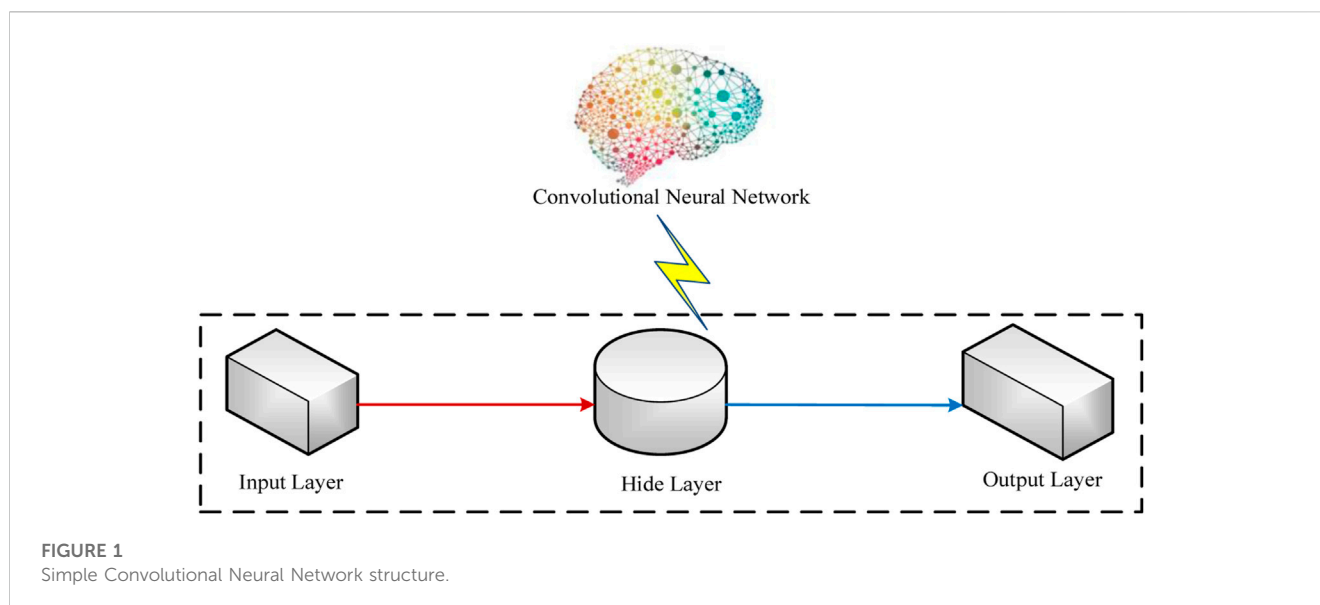 Convolutional Neural Network
Input Layer
Hide Layer
Output Layer
FIGURE 1
Simple Convolutional Neural Network structure.